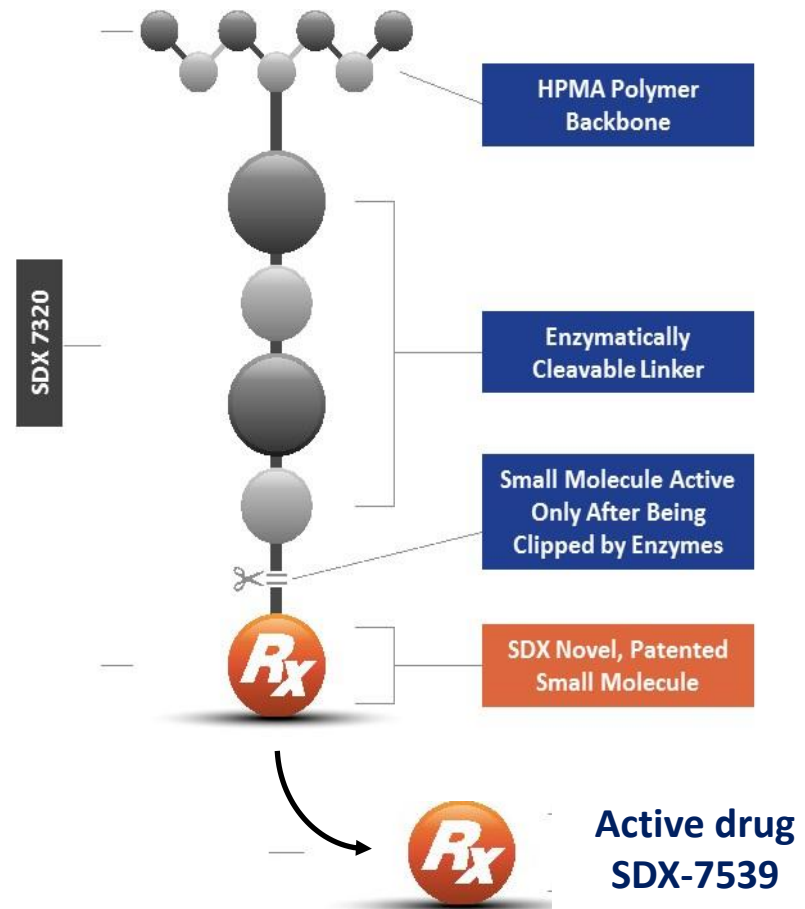 HPMA Polymer
Backbone
SDX 7320
Enzymatically
Cleavable Linker
Small Molecule Active
Only After Being
Clipped by Enzymes
Rx
SDX Novel, Patented
Small Molecule
Rx
Active drug
SDX-7539